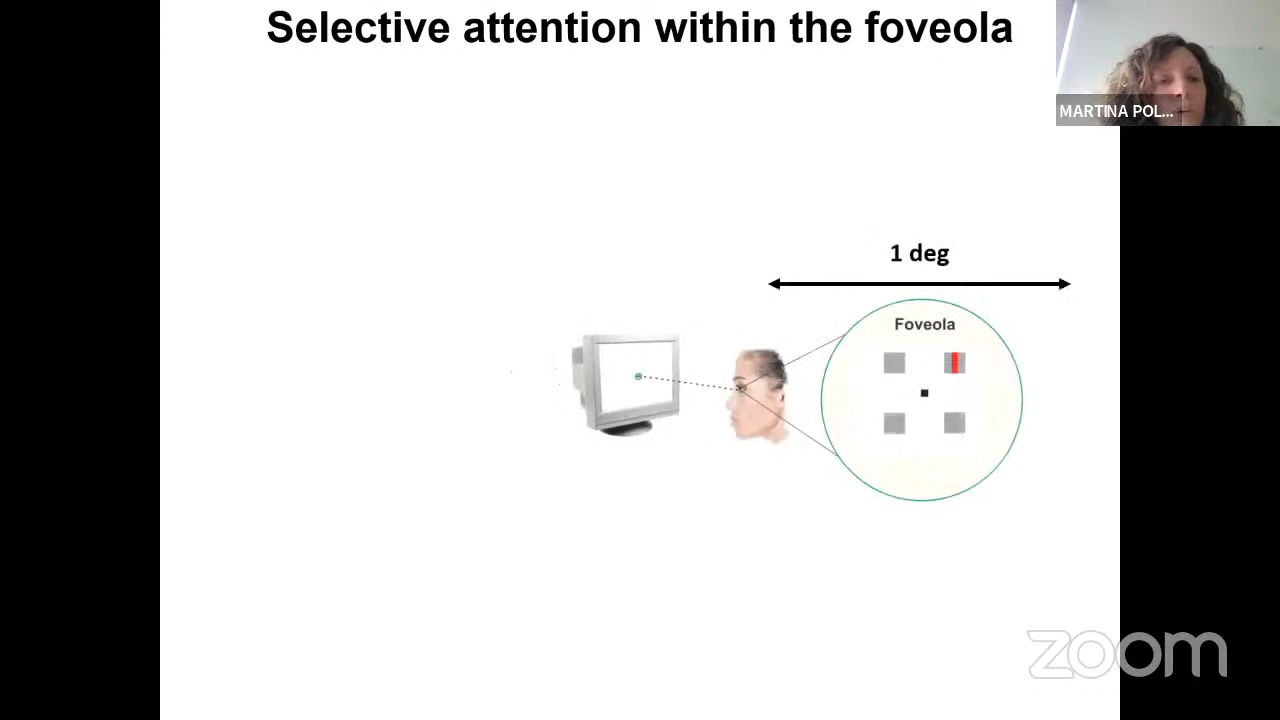 Selective attention within the foveola
MARTINA POL...
1 deg
Foveola
zoom